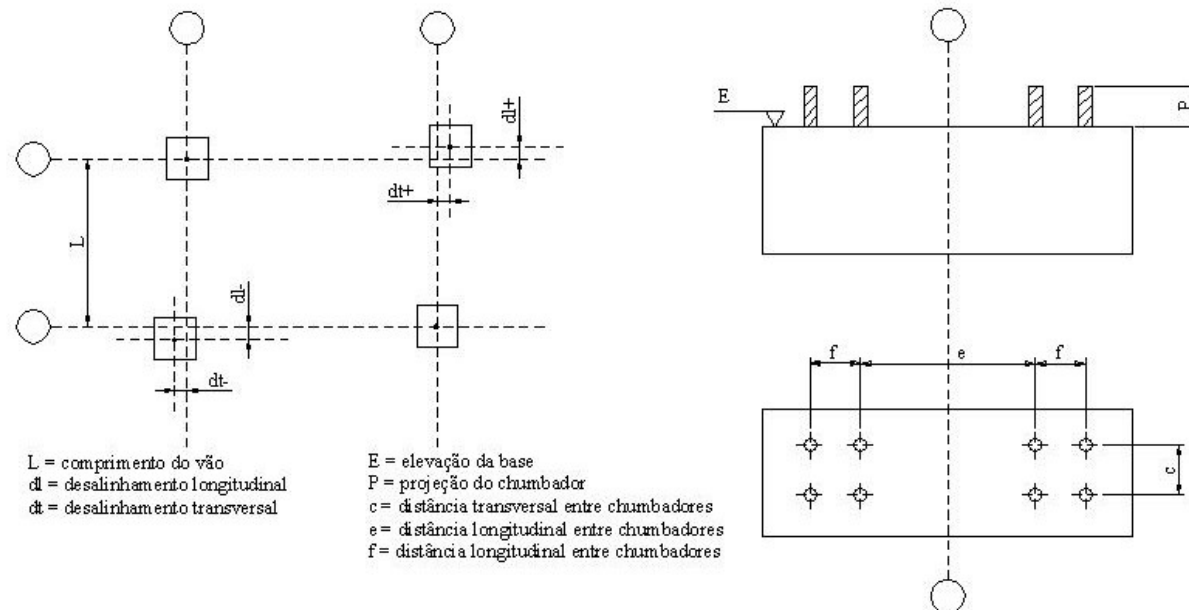 dl+
dt+
L
dl-
dt-
L = comprimento do vão
dl = desalinhamento longitudinal
dt = desalinhamento transversal
E
P
f
e
f
c
E = elevação da base
P = projeção do chumbador
c = distância transversal entre chumbadores
e = distância longitudinal entre chumbadores
f = distância longitudinal entre chumbadores